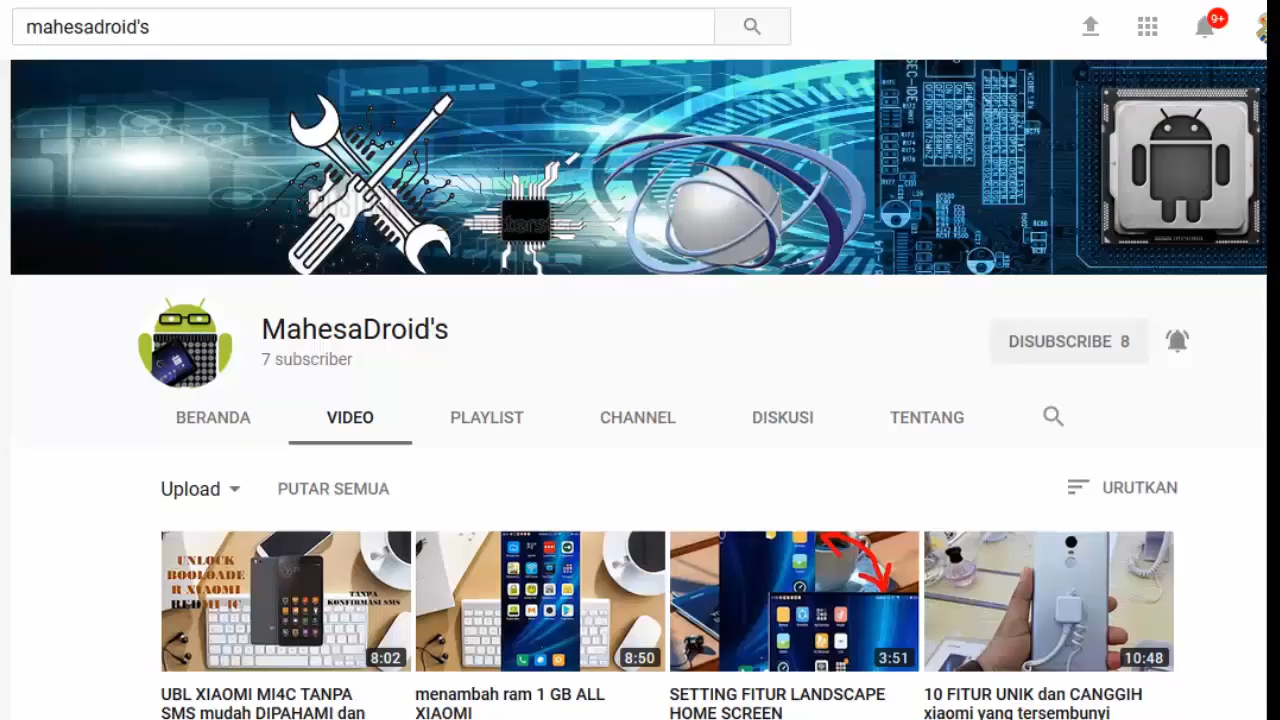 mahesadroid's
9+
MahesaDroid's
7 subscriber
DISUBSCRIBE 8
BERANDA
VIDEO
PLAYLIST
CHANNEL
DISKUSI
TENTANG
Upload
PUTAR SEMUA
URUTKAN
UNLOCK
BOOLOADE
R XIAOMI
TANPA
KONFIRMASI SMS
8:02
8:50
3:51
10:48
UBL XIAOMI MI4C TANPA
SMS mudah DIPAHAMI dan
menambah ram 1 GB ALL
XIAOMI
SETTING FITUR LANDSCAPE
HOME SCREEN
10 FITUR UNIK dan CANGGIH
xiaomi yang tersembunyi